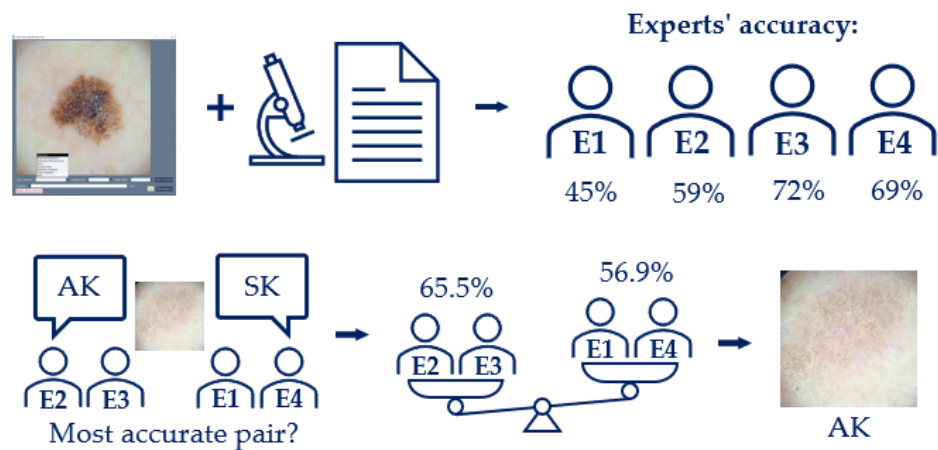 Experts' accuracy:
E1 E2 E3 E4
45% 59% 72% 69%
AK SK
E2 E3 E1 E4
Most accurate pair?
65.5% 56.9%
E2 E3 E1 E4
AK